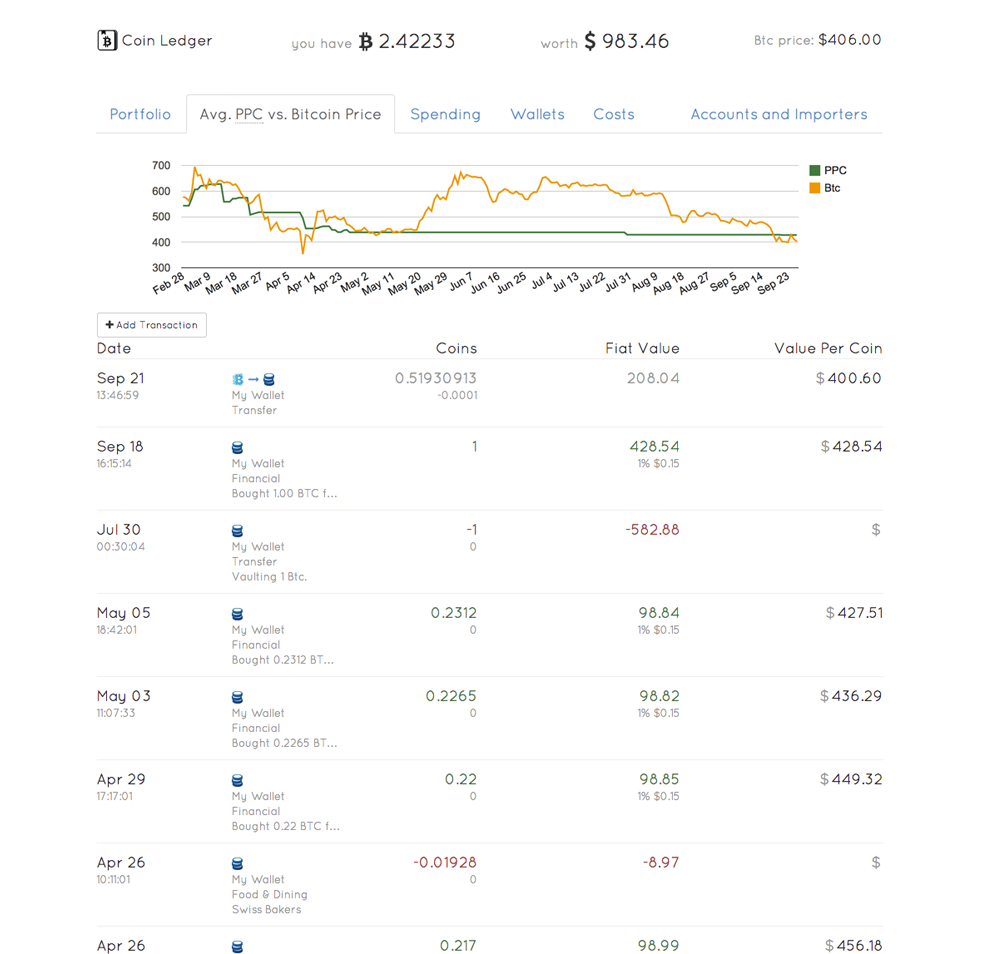 Coin Ledger you have ₿ 2.42233 worth $ 983.46 Btc price: $406.00
Portfolio Avg. PPC vs. Bitcoin Price Spending Wallets Costs Accounts and Importers
700
600
500
400
300
PPC
Btc
Feb 28 Mar 9 Mar 18 Mar 27 Apr 5 Apr 14 Apr 23 May 2 May 11 May 20 May 29 Jun 7 Jun 16 Jun 25 Jul 4 Jul 13 Jul 22 Jul 31 Aug 9 Aug 18 Aug 27 Sep 5 Sep 14 Sep 23
+ Add Transaction
Date Coins Fiat Value Value Per Coin
Sep 21 0.51930913 208.04 $ 400.60
13:46:59 My Wallet -0.0001
Transfer
Sep 18 1 428.54 $ 428.54
16:15:14 My Wallet 1% $0.15
Financial
Bought 1.00 BTC f...
Jul 30 -1 -582.88 $
00:30:04 My Wallet 0
Transfer
Vaulting 1 Btc.
May 05 0.2312 98.84 $ 427.51
18:42:01 My Wallet 0 1% $0.15
Financial
Bought 0.2312 BT...
May 03 0.2265 98.82 $ 436.29
11:07:33 My Wallet 0 1% $0.15
Financial
Bought 0.2265 BT...
Apr 29 0.22 98.85 $ 449.32
17:17:01 My Wallet 0 1% $0.15
Financial
Bought 0.22 BTC f...
Apr 26 -0.01928 -8.97 $
10:11:01 My Wallet 0
Food & Dining
Swiss Bakers
Apr 26 0.217 98.99 $ 456.18